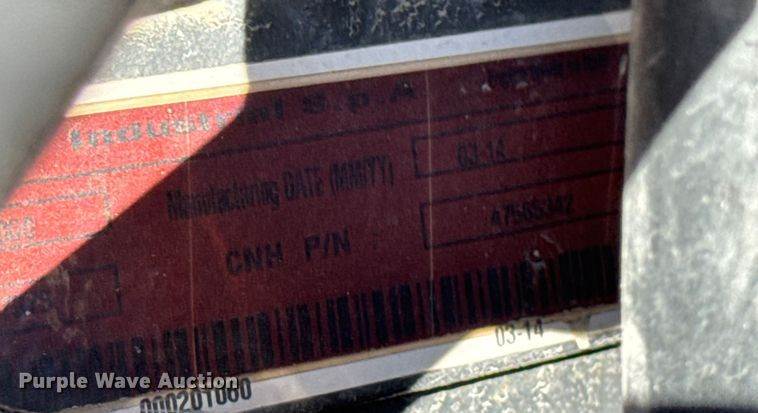 Industrial S.p.A
Manufacturing DATE (MM/YY) 03-14
CNH P/N : 47565342
03-14
000201060
Purple Wave Auction